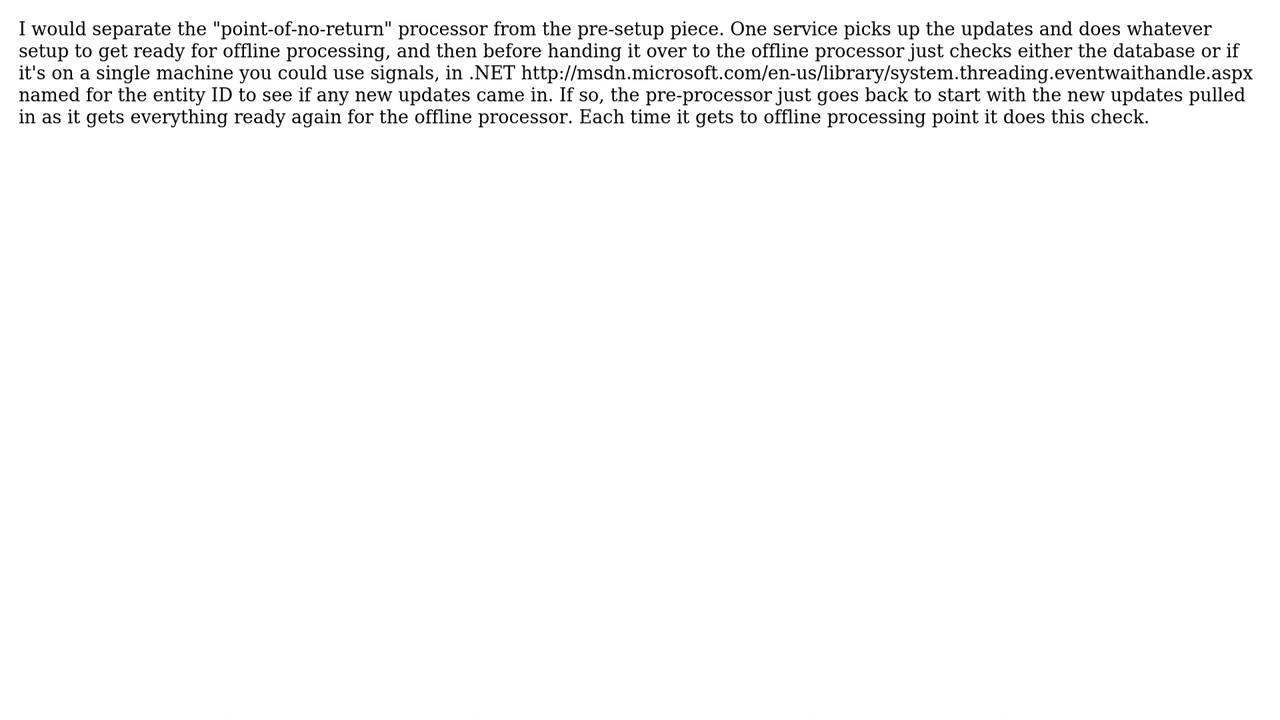 I would separate the "point-of-no-return" processor from the pre-setup piece. One service picks up the updates and does whatever
setup to get ready for offline processing, and then before handing it over to the offline processor just checks either the database or if
it's on a single machine you could use signals, in .NET http://msdn.microsoft.com/en-us/library/system.threading.eventwaithandle.aspx
named for the entity ID to see if any new updates came in. If so, the pre-processor just goes back to start with the new updates pulled
in as it gets everything ready again for the offline processor. Each time it gets to offline processing point it does this check.